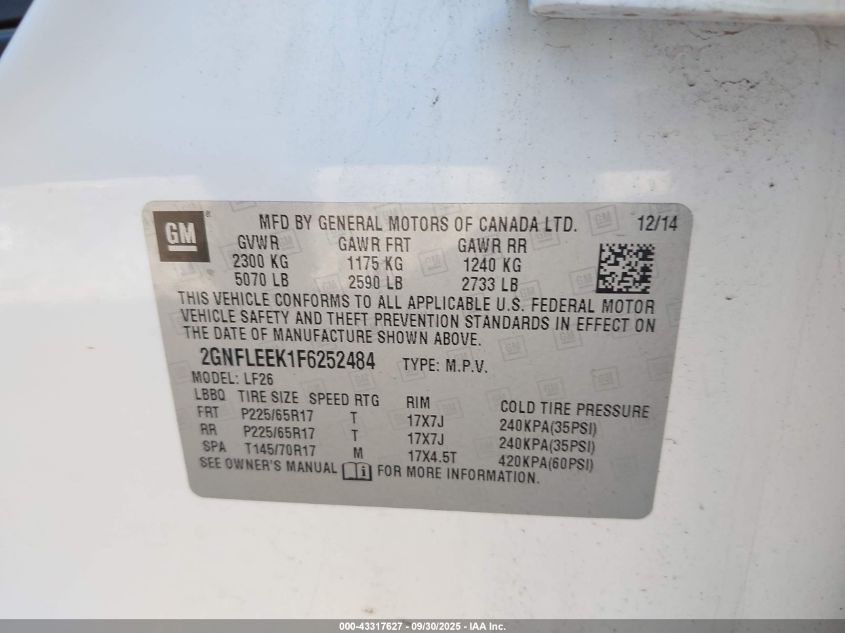 GM ®
MFD BY GENERAL MOTORS OF CANADA LTD. 12/14
GVWR GAWR FRT GAWR RR
2300 KG 1175 KG 1240 KG
5070 LB 2590 LB 2733 LB
THIS VEHICLE CONFORMS TO ALL APPLICABLE U.S. FEDERAL MOTOR
VEHICLE SAFETY AND THEFT PREVENTION STANDARDS IN EFFECT ON
THE DATE OF MANUFACTURE SHOWN ABOVE.
2GNFLEEK1F6252484 TYPE: M.P.V.
MODEL: LF26
LBBQ TIRE SIZE SPEED RTG RIM COLD TIRE PRESSURE
FRT P225/65R17 T 17X7J 240KPA(35PSI)
RR P225/65R17 T 17X7J 240KPA(35PSI)
SPA T145/70R17 M 17X4.5T 420KPA(60PSI)
SEE OWNER'S MANUAL i FOR MORE INFORMATION.
000-43317627 - 09/30/2025 - IAA Inc.